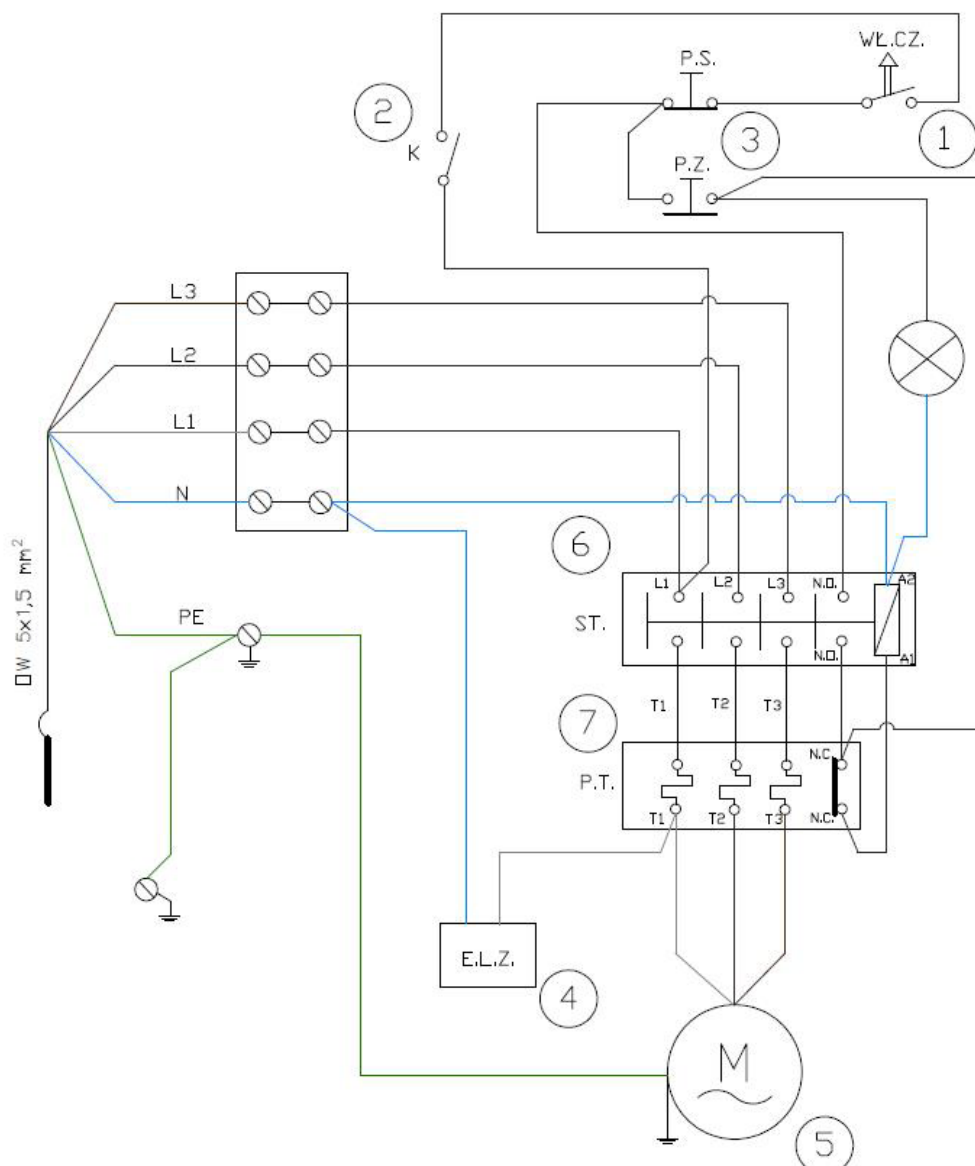 WŁ.CZ.
P.S.
2
3
1
K
P.Z.
L3
L2
L1
N
OW 5x1,5 mm²
6
L1
L2
L3
N.O.
A2
PE
ST.
N.O.
A1
T1
T2
T3
7
N.C.
P.T.
T1
T2
T3
N.C.
E.L.Z.
4
M
5